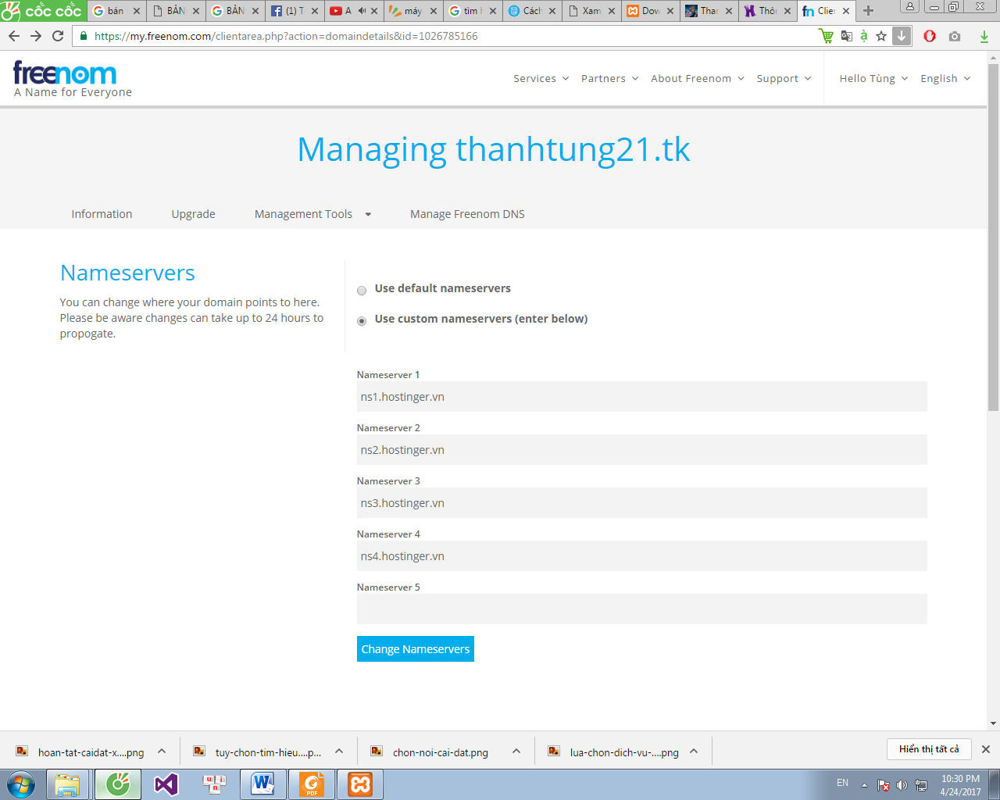 cốc cốc
bán
BẢN
BẢN
(1) T
A
máy
tìm h
Cách
Xam
Dow
Thar
Thôn
Clien
https://my.freenom.com/clientarea.php?action=domaindetails&id=1026785166
freenom
A Name for Everyone
Services Partners About Freenom Support Hello Tùng English
Managing thanhtung21.tk
Information Upgrade Management Tools Manage Freenom DNS
Nameservers
You can change where your domain points to here.
Please be aware changes can take up to 24 hours to
propogate.
Use default nameservers
Use custom nameservers (enter below)
Nameserver 1
ns1.hostinger.vn
Nameserver 2
ns2.hostinger.vn
Nameserver 3
ns3.hostinger.vn
Nameserver 4
ns4.hostinger.vn
Nameserver 5
Change Nameservers
hoan-tat-caidat-x....png tuy-chon-tim-hieu....p... chon-noi-cai-dat.png lua-chon-dich-vu-....png Hiển thị tất cả
EN
10:30 PM
4/24/2017